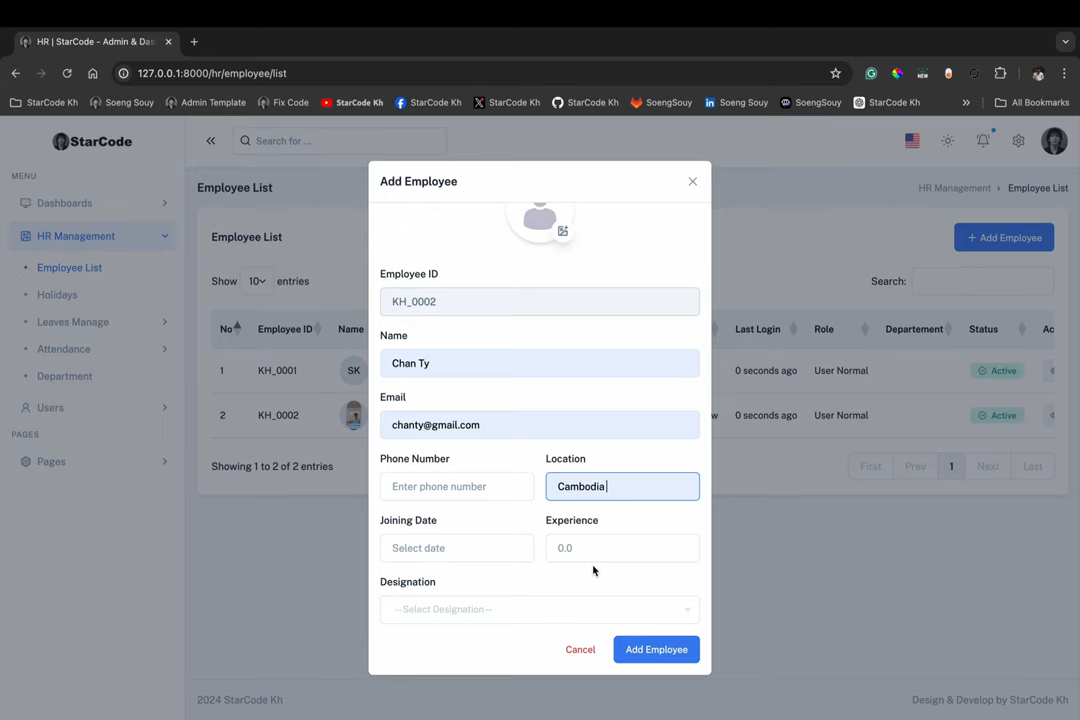 HR | StarCode - Admin & Das
127.0.0.1:8000/hr/employee/list
StarCode Kh
Soeng Souy
Admin Template
Fix Code
StarCode Kh
StarCode Kh
StarCode Kh
StarCode Kh
SoengSouy
Soeng Souy
SoengSouy
StarCode Kh
All Bookmarks
StarCode
Search for ...
MENU
Dashboards
HR Management
Employee List
Holidays
Leaves Manage
Attendance
Department
Users
PAGES
Pages
Employee List
HR Management
Employee List
Employee List
+ Add Employee
Show 10 entries
Search:
No Employee ID Name Last Login Role Departement Status Ac
1 KH_0001 SK 0 seconds ago User Normal Active
2 KH_0002 w 0 seconds ago User Normal Active
Showing 1 to 2 of 2 entries
First Prev 1 Next Last
Add Employee
Employee ID
KH_0002
Name
Chan Ty
Email
chanty@gmail.com
Phone Number Location
Enter phone number Cambodia
Joining Date Experience
Select date 0.0
Designation
--Select Designation--
Cancel Add Employee
2024 StarCode Kh
Design & Develop by StarCode Kh